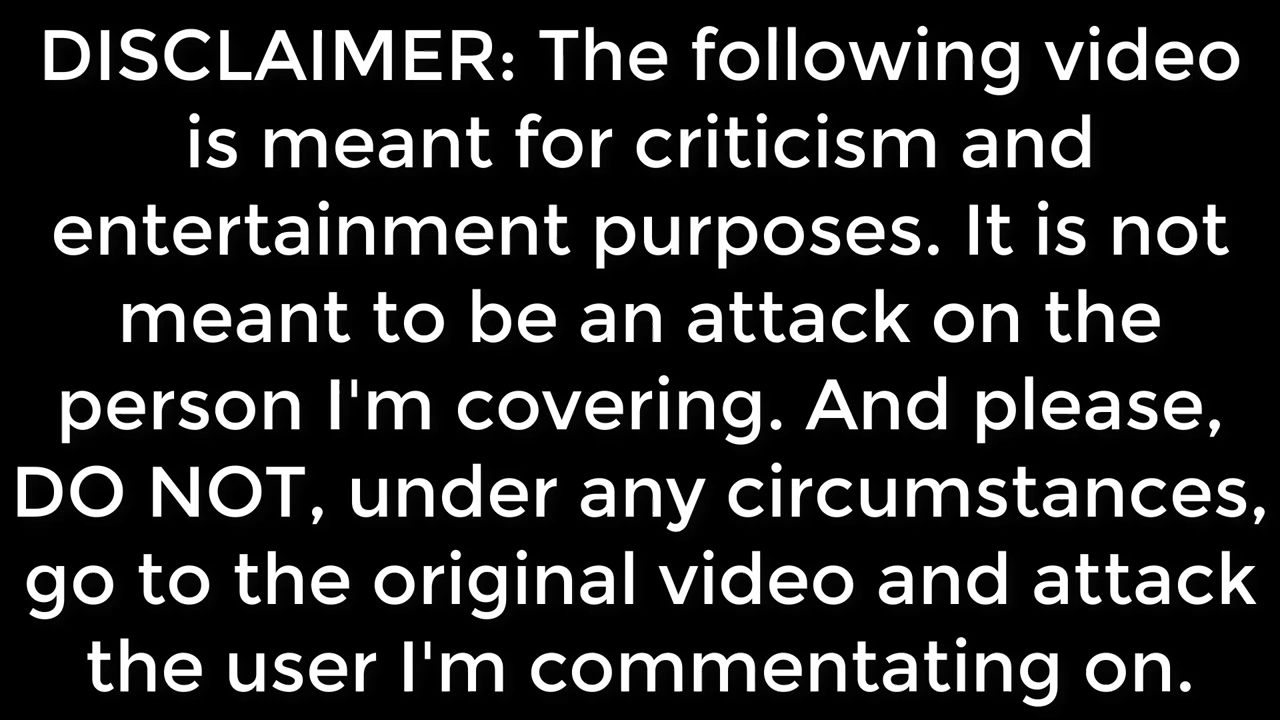 DISCLAIMER: The following video
is meant for criticism and
entertainment purposes. It is not
meant to be an attack on the
person I'm covering. And please,
DO NOT, under any circumstances,
go to the original video and attack
the user I'm commentating on.